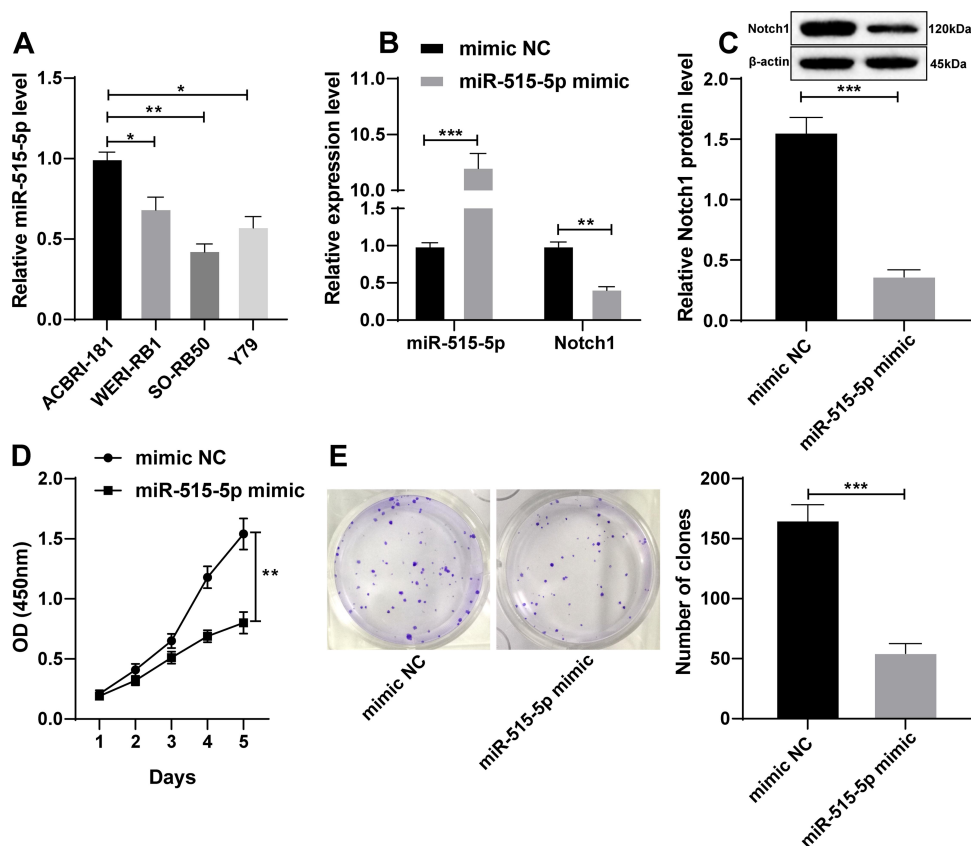 A
Relative miR-515-5p level
1.5
1.0
0.5
0.0
*
**
*
ACBRI-181
WERI-RB1
SO-RB50
Y79
B
mimic NC
miR-515-5p mimic
Relative expression level
11.0
10.5
10.0
1.0
0.5
0.0
1.5
***
**
miR-515-5p
Notch1
C
Notch1
120kDa
β-actin
45kDa
Relative Notch1 protein level
2.0
1.5
1.0
0.5
0.0
***
mimic NC
miR-515-5p mimic
D
mimic NC
miR-515-5p mimic
OD (450nm)
2.0
1.5
1.0
0.5
0.0
**
1 2 3 4 5
Days
E
mimic NC
miR-515-5p mimic
Number of clones
200
150
100
50
0
***
mimic NC
miR-515-5p mimic